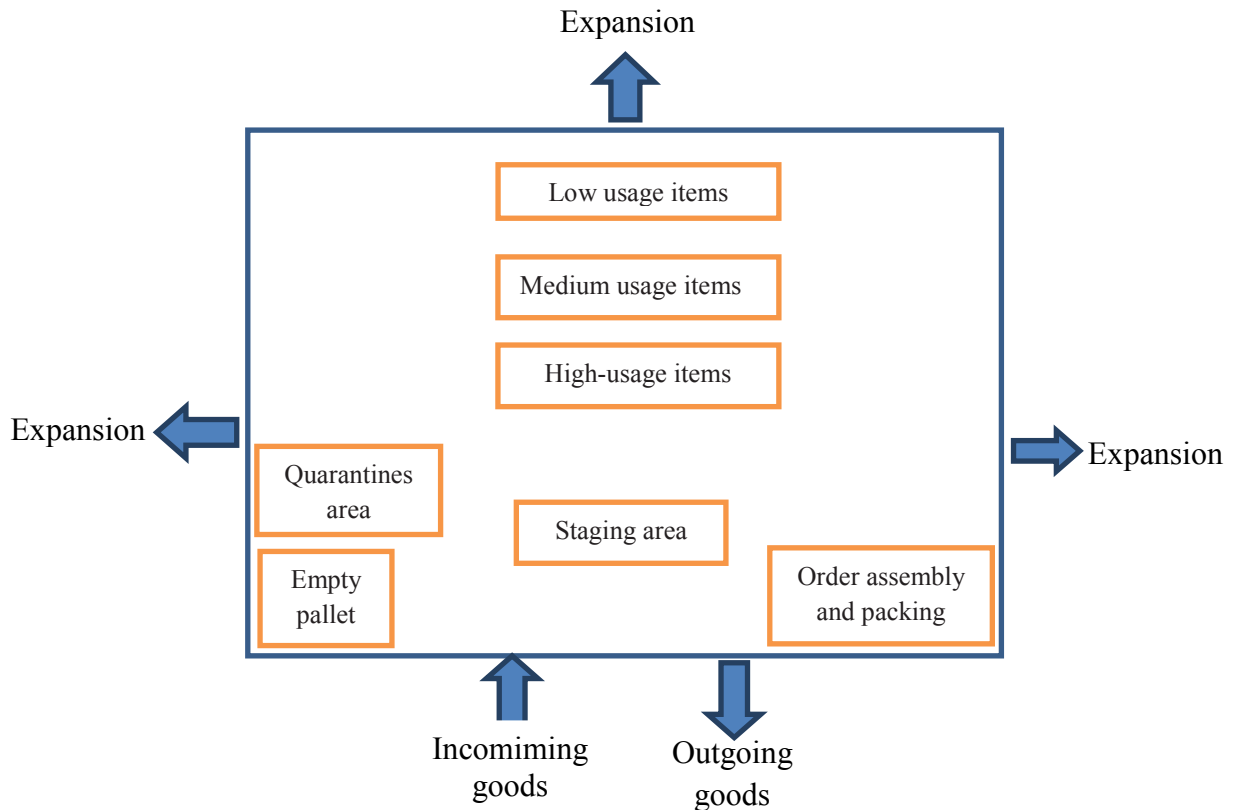 Expansion
Low usage items
Medium usage items
High-usage items
Expansion
Expansion
Quarantines
area
Staging area
Empty
pallet
Order assembly
and packing
Incomiming
goods
Outgoing
goods